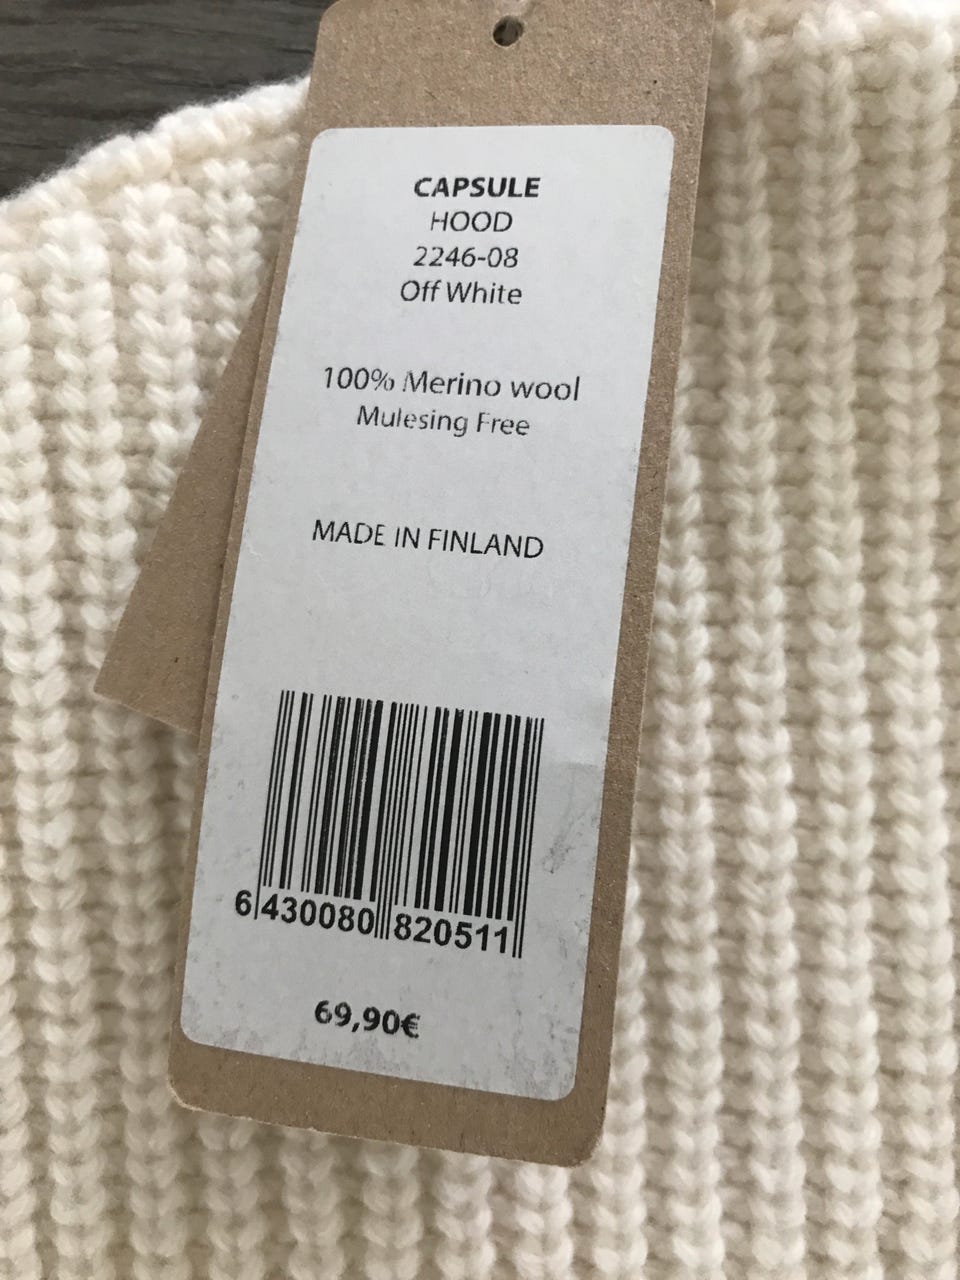 CAPSULE
HOOD
2246-08
Off White
100% Merino wool
Mulesing Free
MADE IN FINLAND
6 430080 820511
69,90€